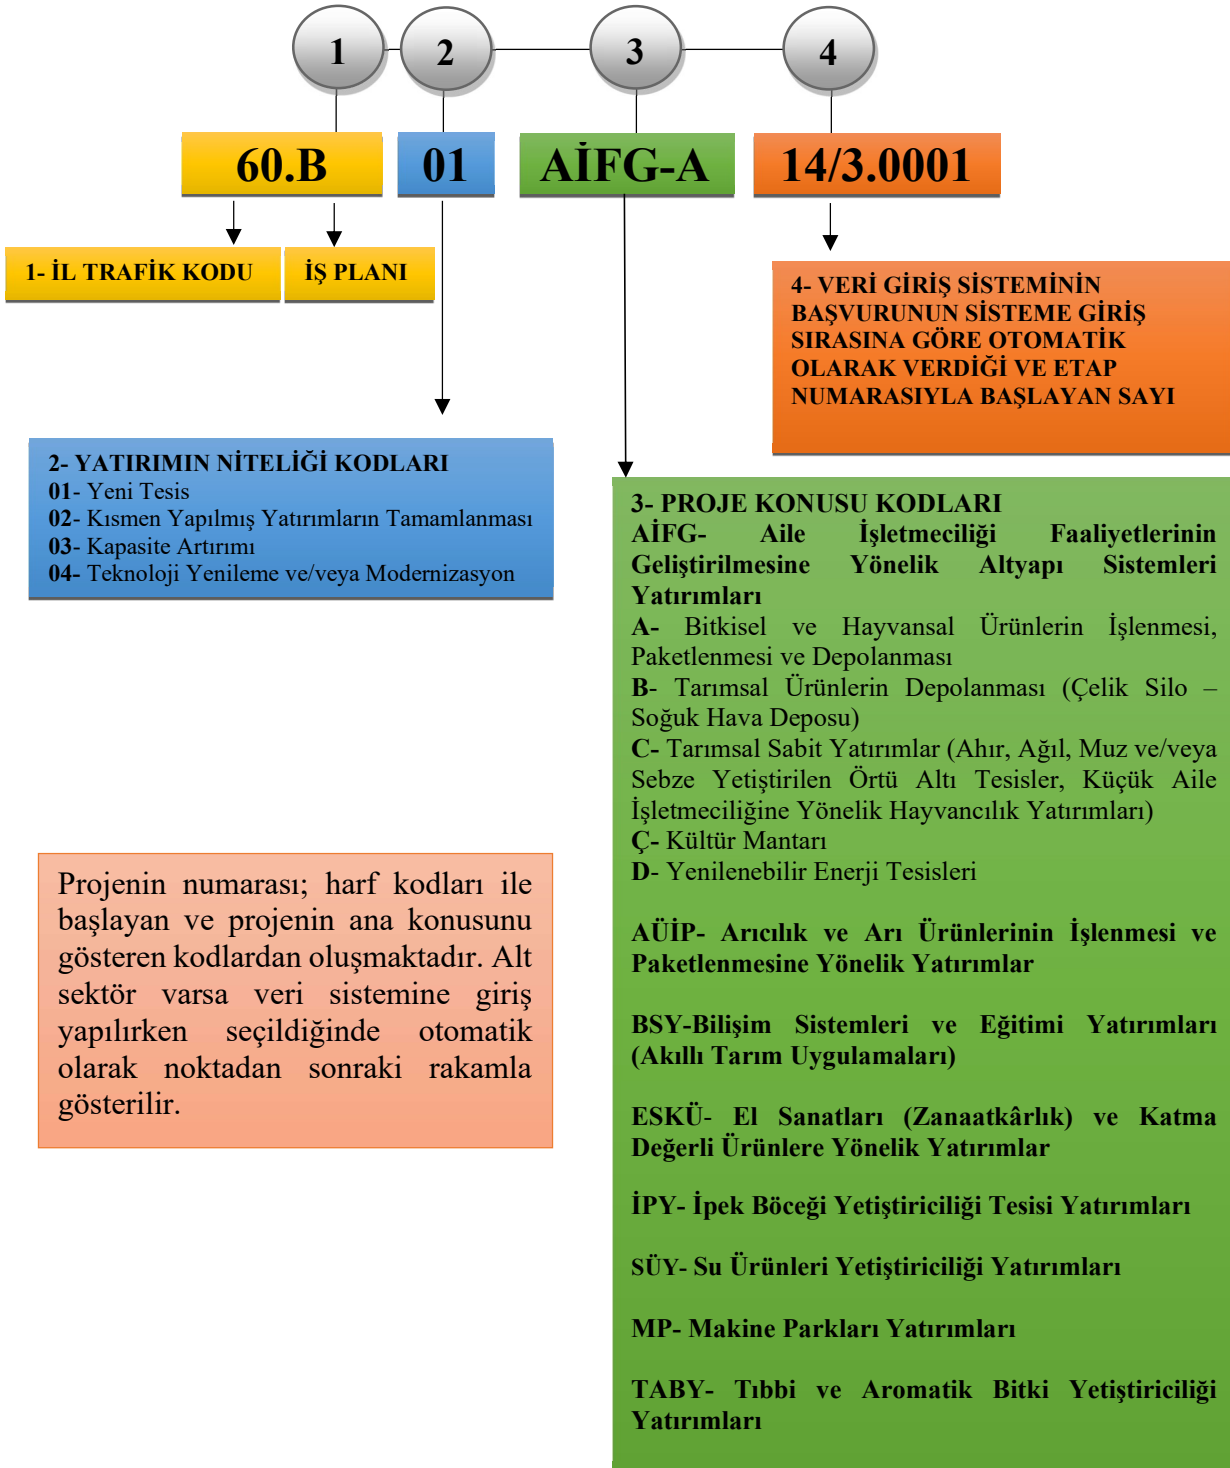 1
2
3
4
60.B
01
AİFG-A
14/3.0001
1- İL TRAFİK KODU
İŞ PLANI
4- VERİ GİRİŞ SİSTEMİNİN
BAŞVURUNUN SİSTEME GİRİŞ
SIRASINA GÖRE OTOMATİK
OLARAK VERDİĞİ VE ETAP
NUMARASIYLA BAŞLAYAN SAYI
2- YATIRIMIN NİTELİĞİ KODLARI
01- Yeni Tesis
02- Kısmen Yapılmış Yatırımların Tamamlanması
03- Kapasite Artırımı
04- Teknoloji Yenileme ve/veya Modernizasyon
3- PROJE KONUSU KODLARI
AİFG- Aile İşletmeciliği Faaliyetlerinin
Geliştirilmesine Yönelik Altyapı Sistemleri
Yatırımları
A- Bitkisel ve Hayvansal Ürünlerin İşlenmesi,
Paketlenmesi ve Depolanması
B- Tarımsal Ürünlerin Depolanması (Çelik Silo –
Soğuk Hava Deposu)
C- Tarımsal Sabit Yatırımlar (Ahır, Ağıl, Muz ve/veya
Sebze Yetiştirilen Örtü Altı Tesisler, Küçük Aile
İşletmeciliğine Yönelik Hayvancılık Yatırımları)
Ç- Kültür Mantarı
D- Yenilenebilir Enerji Tesisleri
AÜİP- Arıcılık ve Arı Ürünlerinin İşlenmesi ve
Paketlenmesine Yönelik Yatırımlar
BSY-Bilişim Sistemleri ve Eğitimi Yatırımları
(Akıllı Tarım Uygulamaları)
ESKÜ- El Sanatları (Zanaatkârlık) ve Katma
Değerli Ürünlere Yönelik Yatırımlar
İPY- İpek Böceği Yetiştiriciliği Tesisi Yatırımları
SÜY- Su Ürünleri Yetiştiriciliği Yatırımları
MP- Makine Parkları Yatırımları
TABY- Tıbbi ve Aromatik Bitki Yetiştiriciliği
Yatırımları
Projenin numarası; harf kodları ile
başlayan ve projenin ana konusunu
gösteren kodlardan oluşmaktadır. Alt
sektör varsa veri sistemine giriş
yapılırken seçildiğinde otomatik
olarak noktadan sonraki rakamla
gösterilir.